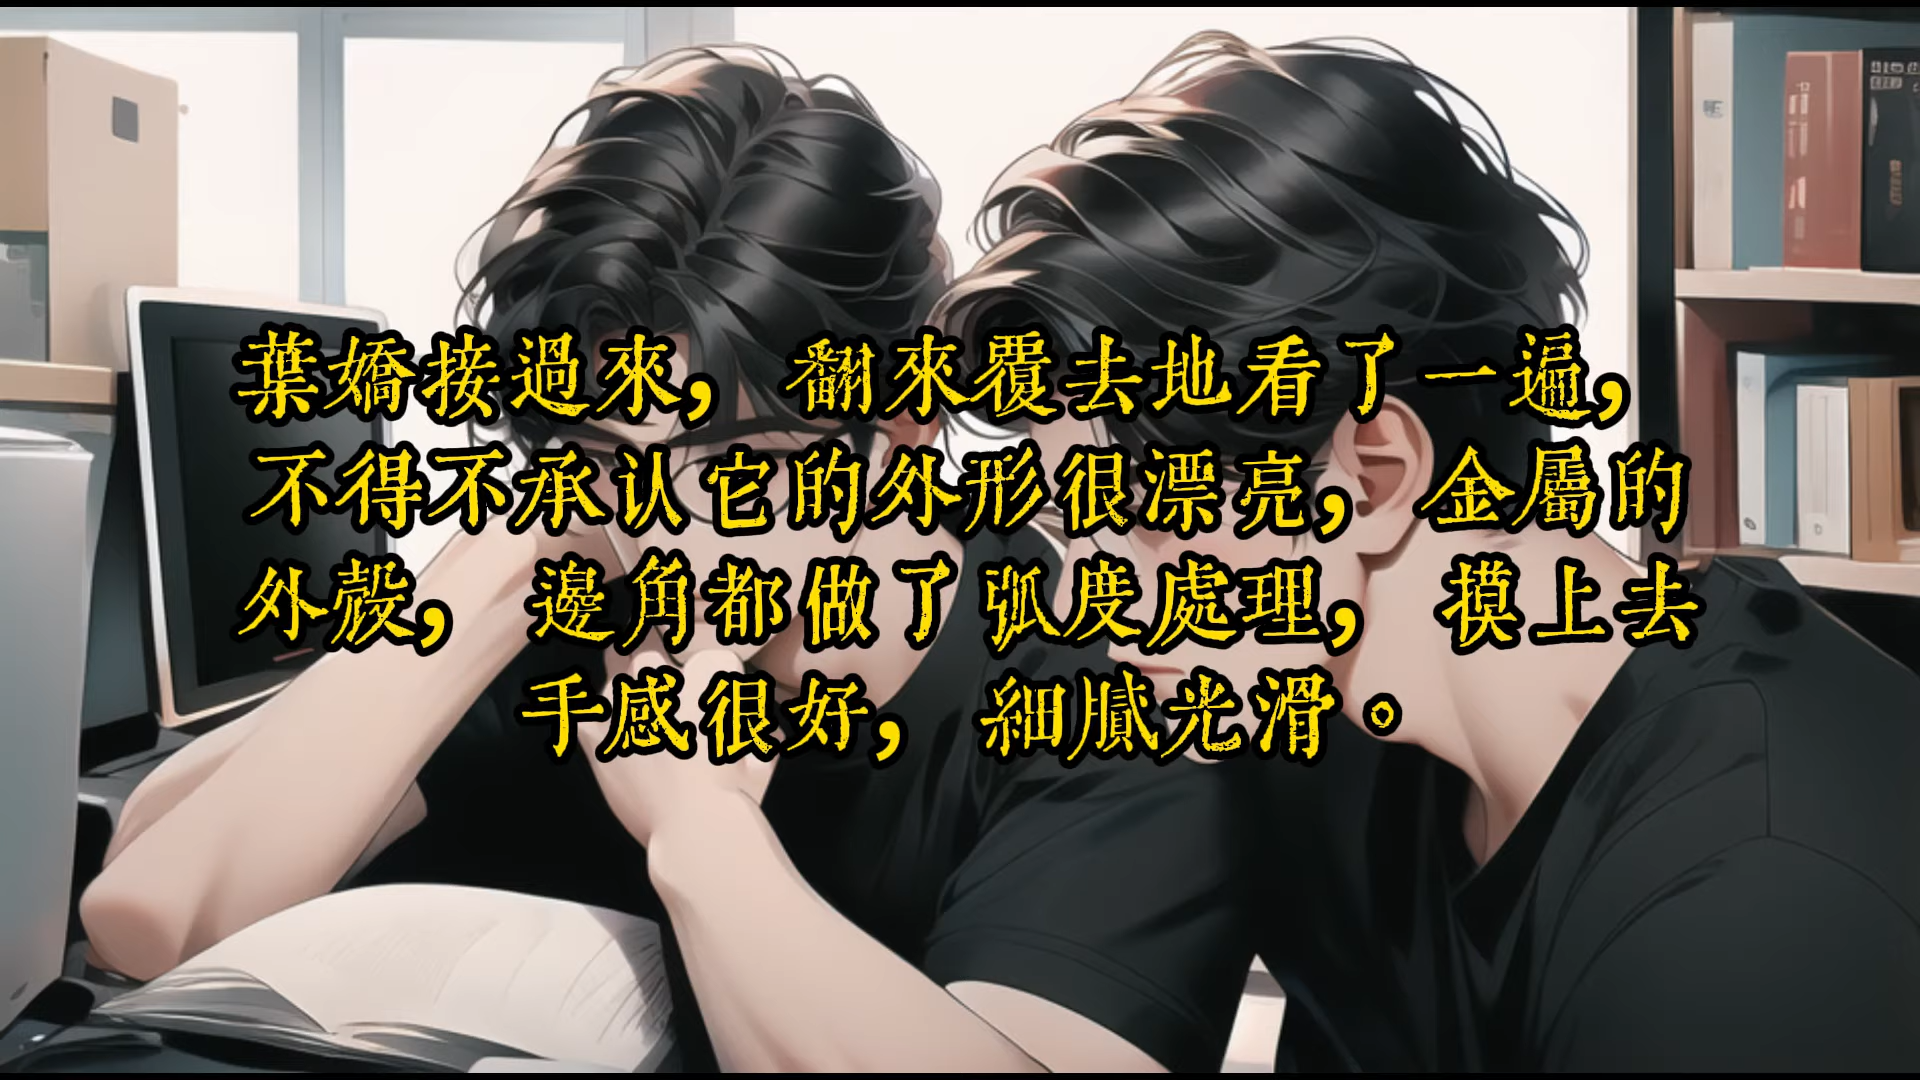 葉嬌接過來，翻來覆去地看了一遍，
不得不承认它的外形很漂亮，金屬的
外殼，邊角都做了弧度處理，摸上去
手感很好，細膩光滑。